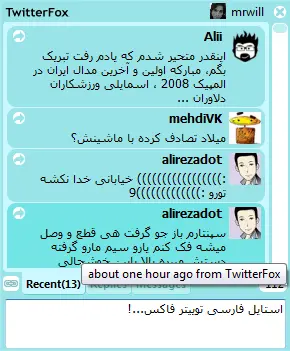 TwitterFox
mrwill
Alii
اینقدر متحیر شدم که یادم رفت تبریک
بگم، مبارکه اولین و آخرین مدال ایران در
المپیک 2008 ، اسمایلی ورزشکاران
دلاوران ...
mehdiVK
میلاد تصادف کرده با ماشینش؟
alirezadot
:)))))))))))))))))) خیابانی خدا نکشه
تورو :)))))))))))))9
alirezadot
سپنتارم باز جو گرفت هی قطع و وصل
میشه فک کنم یارو سیم مارو گرفته
about one hour ago from TwitterFox
Recent(13)
Replies
Messages
112
استایل فارسی توییتر فاکس...!